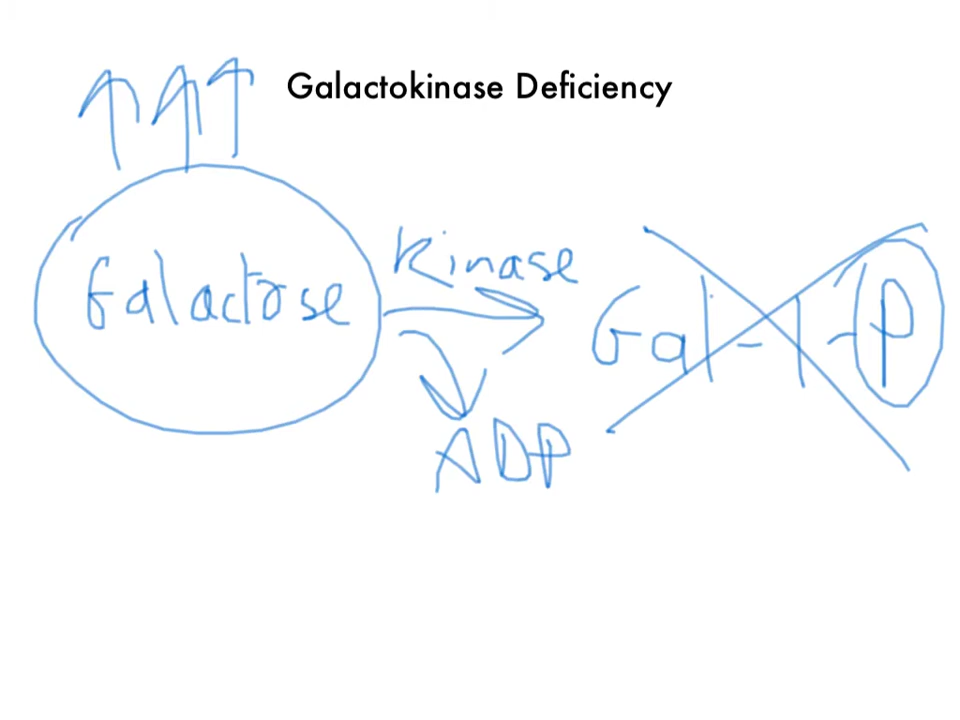 Galactokinase Deficiency
Kinase
Galactose
Gal-1-P
ADP